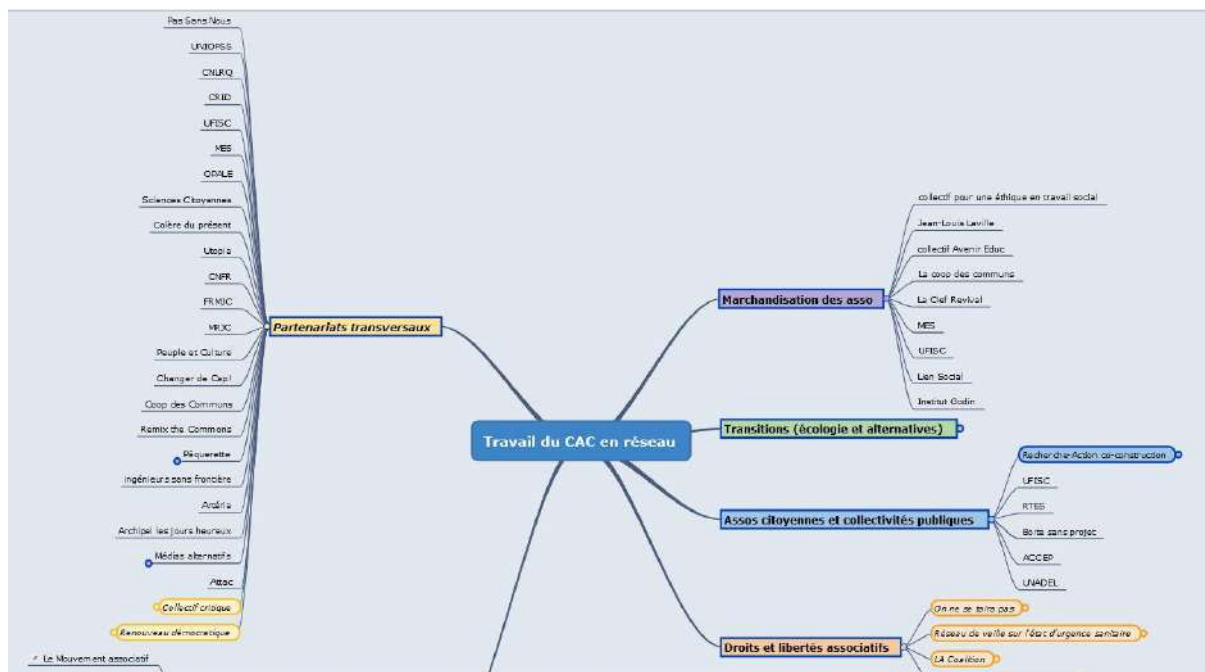 Pas Sans Nous
UNIOPSS
CNLRQ
CRID
UFISC
MES
OPALE
Sciences Citoyennes
Colère du présent
Utopia
CNFR
FRMJC
MRJC
Peuple et Culture
Changer de Cap!
Coop des Communs
Remix the Commons
Pâquerette
ingénieurs sans frontière
Archipel les jours heureux
Médias alternatifs
Attac
Collectif critique
Renouveau démocratique
Partenariats transversaux
Le Mouvement associatif
Travail du CAC en réseau
Marchandisation des asso
collectif pour une éthique en travail social
Jean-Louis Laville
collectif Avenir Educ
La coop des communs
La Clef Revival
MES
UFISC
Lien Social
Institut Godin
Transitions (écologie et alternatives)
Assos citoyennes et collectivités publiques
Recherche-Action co-construction
UFISC
RTES
Boite sans projet
ACCEP
UNADEL
Droits et libertés associatifs
On ne se taira pas
Réseau de veille sur l'état d'urgence sanitaire
LA Coalition